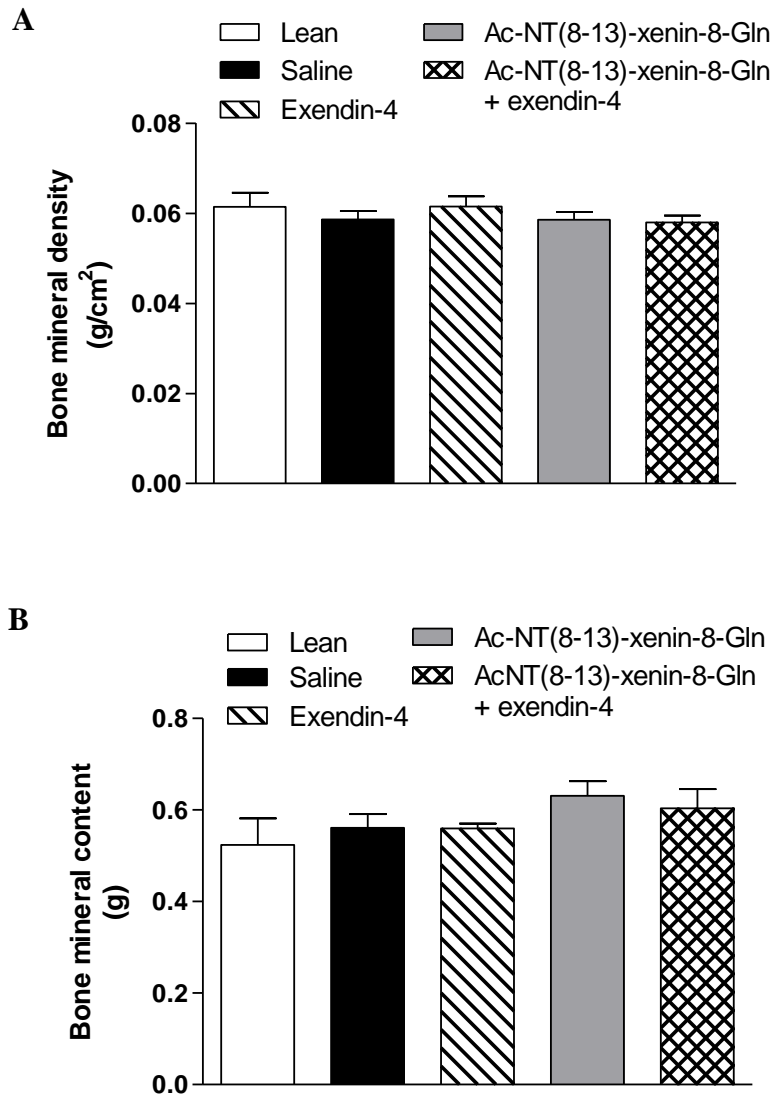 A
Lean
Saline
Exendin-4
Ac-NT(8-13)-xenin-8-Gln
Ac-NT(8-13)-xenin-8-Gln
+ exendin-4
Bone mineral density
(g/cm²)
0.08
0.06
0.04
0.02
0.00
B
Lean
Saline
Exendin-4
Ac-NT(8-13)-xenin-8-Gln
AcNT(8-13)-xenin-8-Gln
+ exendin-4
Bone mineral content
(g)
0.8
0.6
0.4
0.2
0.0